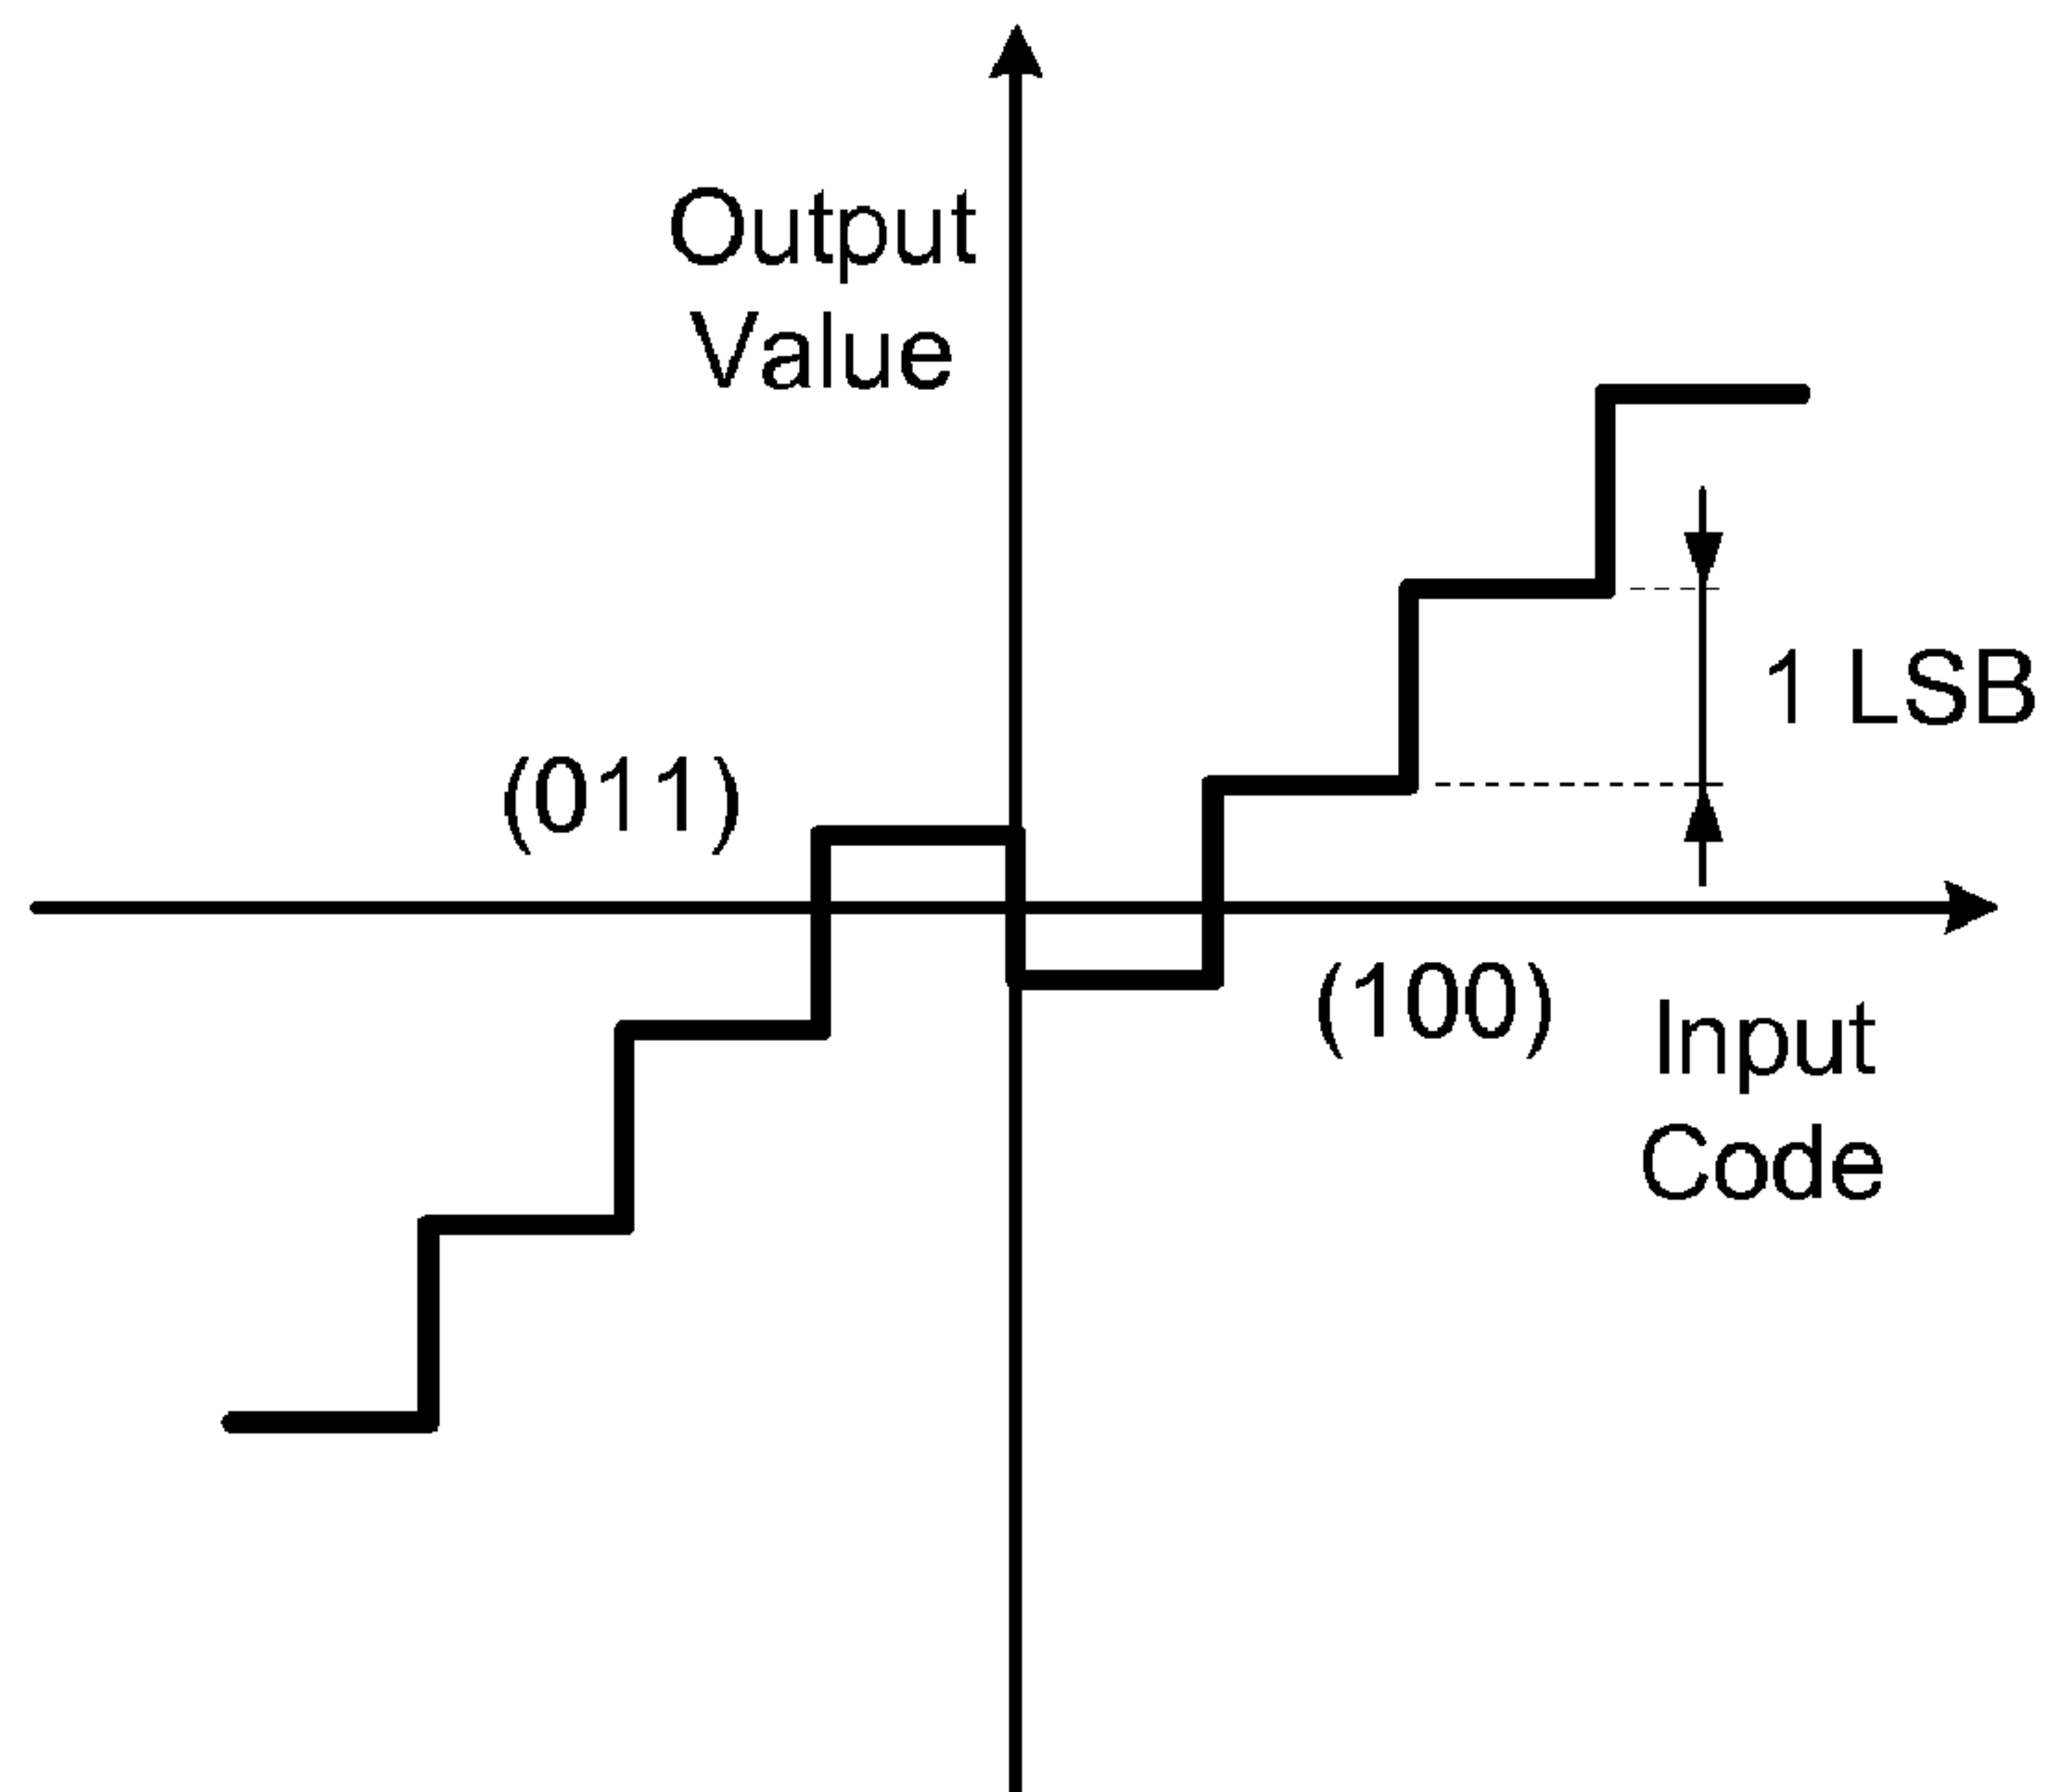 Output
Value
1 LSB
(011)
(100)
Input
Code